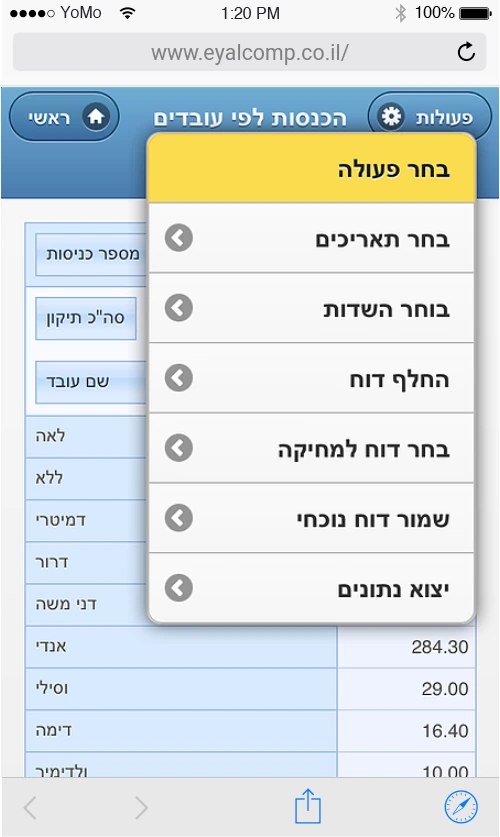 YoMo 1:20 PM 100%
www.eyalcomp.co.il/
פעולות
הכנסות לפי עובדים
ראשי
בחר פעולה
בחר תאריכים
בוחר השדות
החלף דוח
בחר דוח למחיקה
שמור דוח נוכחי
יצוא נתונים
מספר כניסות
סה"כ תיקון
שם עובד
לאה
ללא
דמיטרי
דרור
דני משה
284.30 אנדי
29.00 וסילי
16.40 דימה
10.00 ולדימיר